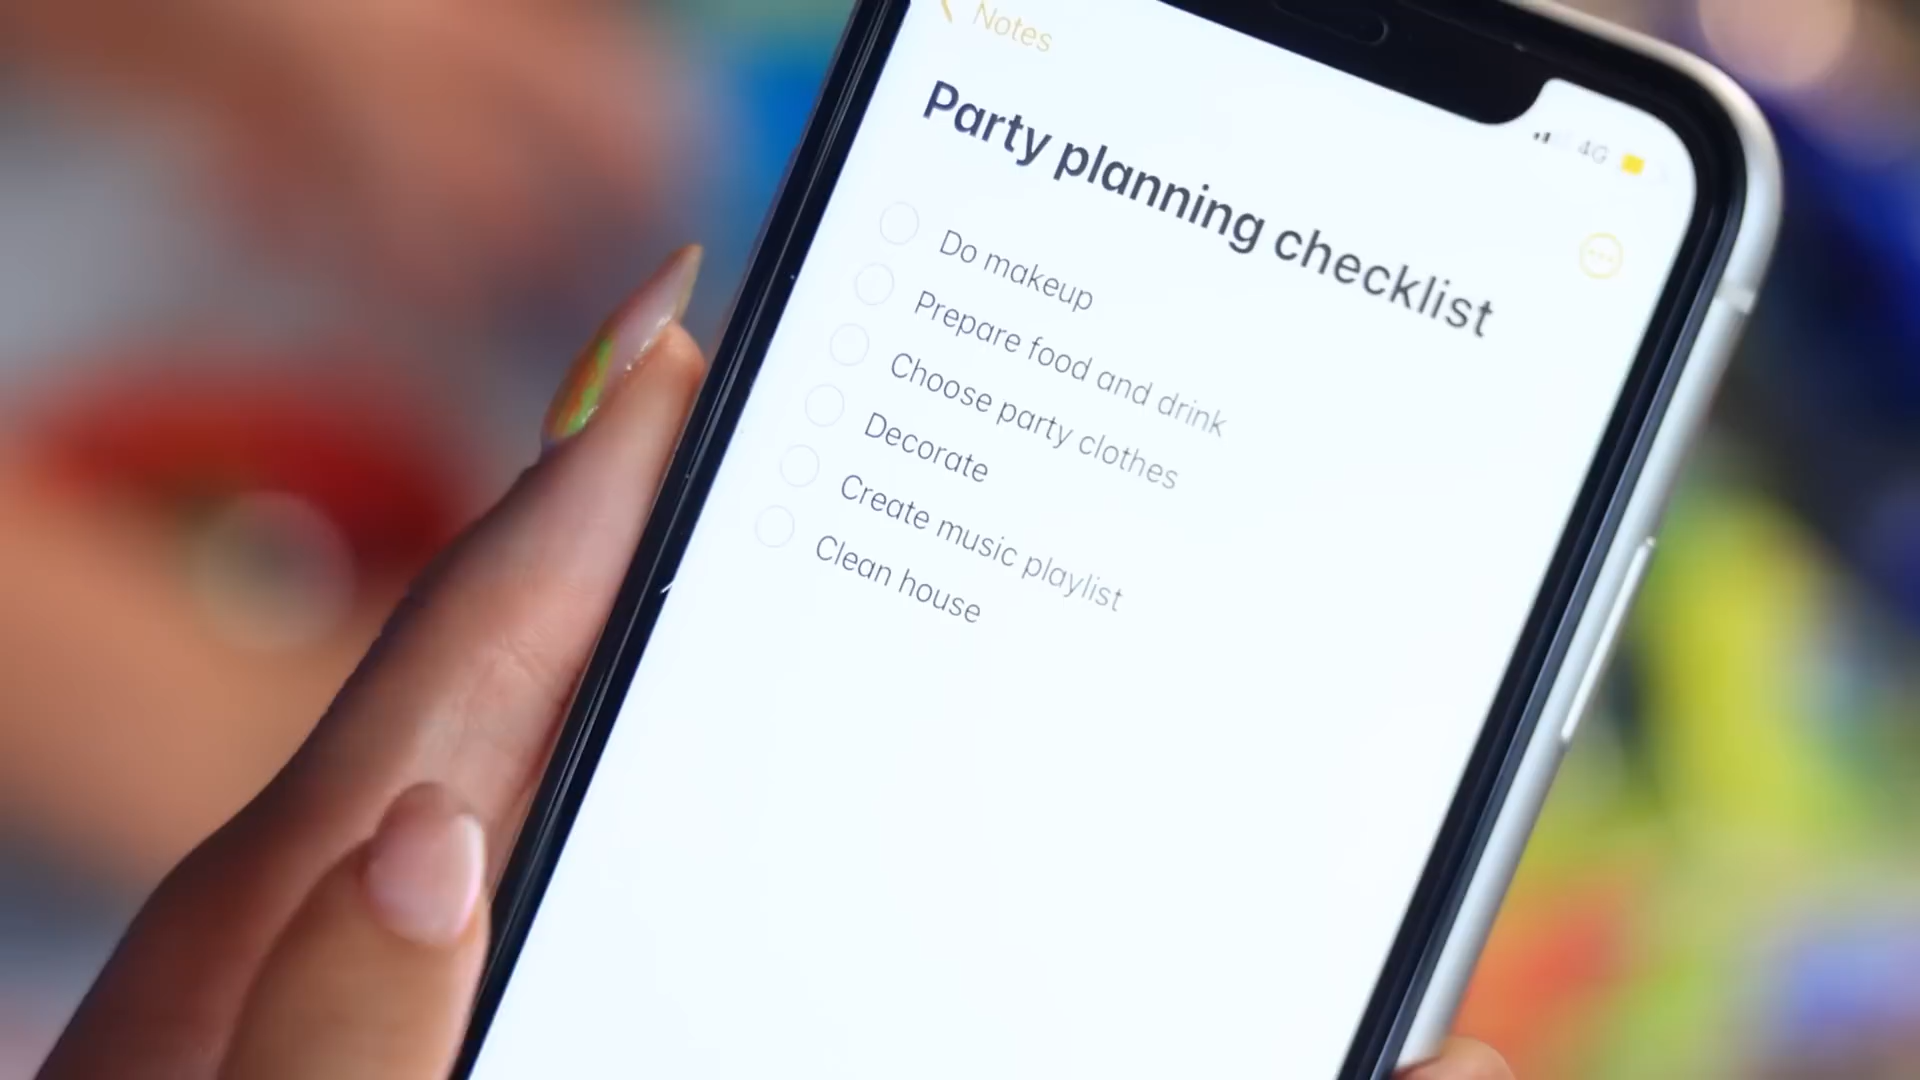 Notes
4G
Party planning checklist
Do makeup
Prepare food and drink
Choose party clothes
Decorate
Create music playlist
Clean house